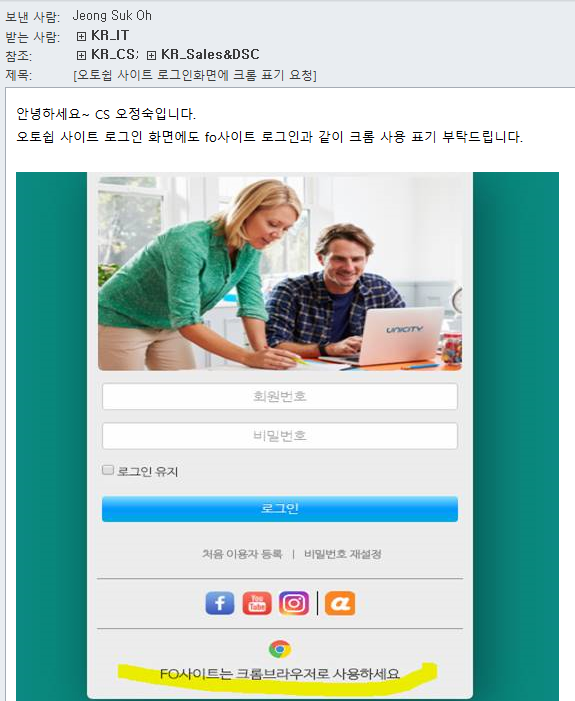 보낸 사람: Jeong Suk Oh
받는 사람: KR_IT
참조: KR_CS; KR_Sales&DSC
제목: [오토쉽 사이트 로그인화면에 크롬 표기 요청]
안녕하세요~ CS 오정숙입니다.
오토쉽 사이트 로그인 화면에도 fo사이트 로그인과 같이 크롬 사용 표기 부탁드립니다.
UNICITY
회원번호
비밀번호
로그인 유지
로그인
처음 이용자 등록 | 비밀번호 재설정
You Tube
FO사이트는 크롬브라우저로 사용하세요